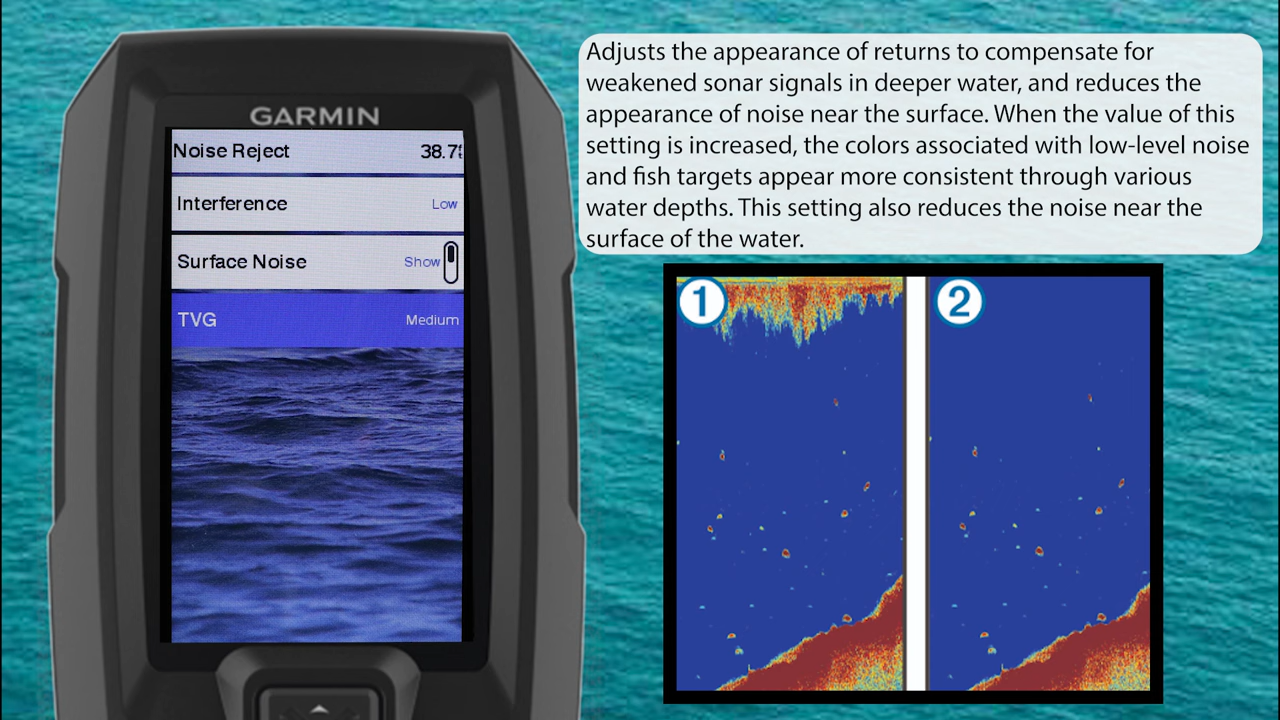 GARMIN
Noise Reject 38.7
Interference Low
Surface Noise Show
TVG Medium
Adjusts the appearance of returns to compensate for
weakened sonar signals in deeper water, and reduces the
appearance of noise near the surface. When the value of this
setting is increased, the colors associated with low-level noise
and fish targets appear more consistent through various
water depths. This setting also reduces the noise near the
surface of the water.
1
2